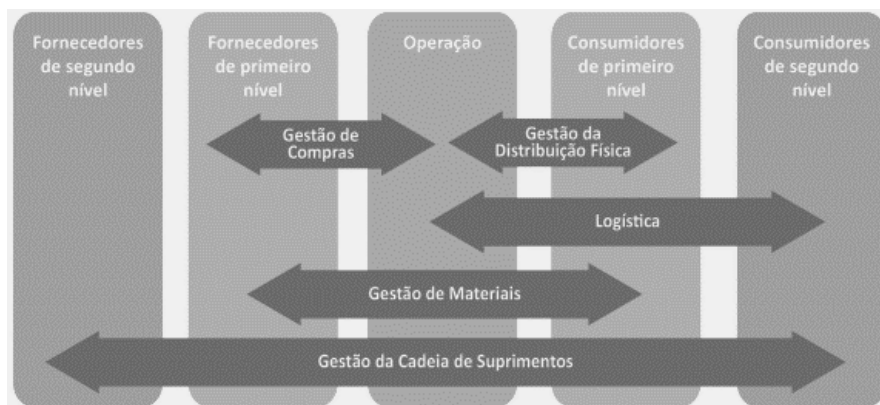 Fornecedores
de segundo
nível
Fornecedores
de primeiro
nível
Operação
Consumidores
de primeiro
nível
Consumidores
de segundo
nível
Gestão de
Compras
Gestão da
Distribuição Física
Logística
Gestão de Materiais
Gestão da Cadeia de Suprimentos